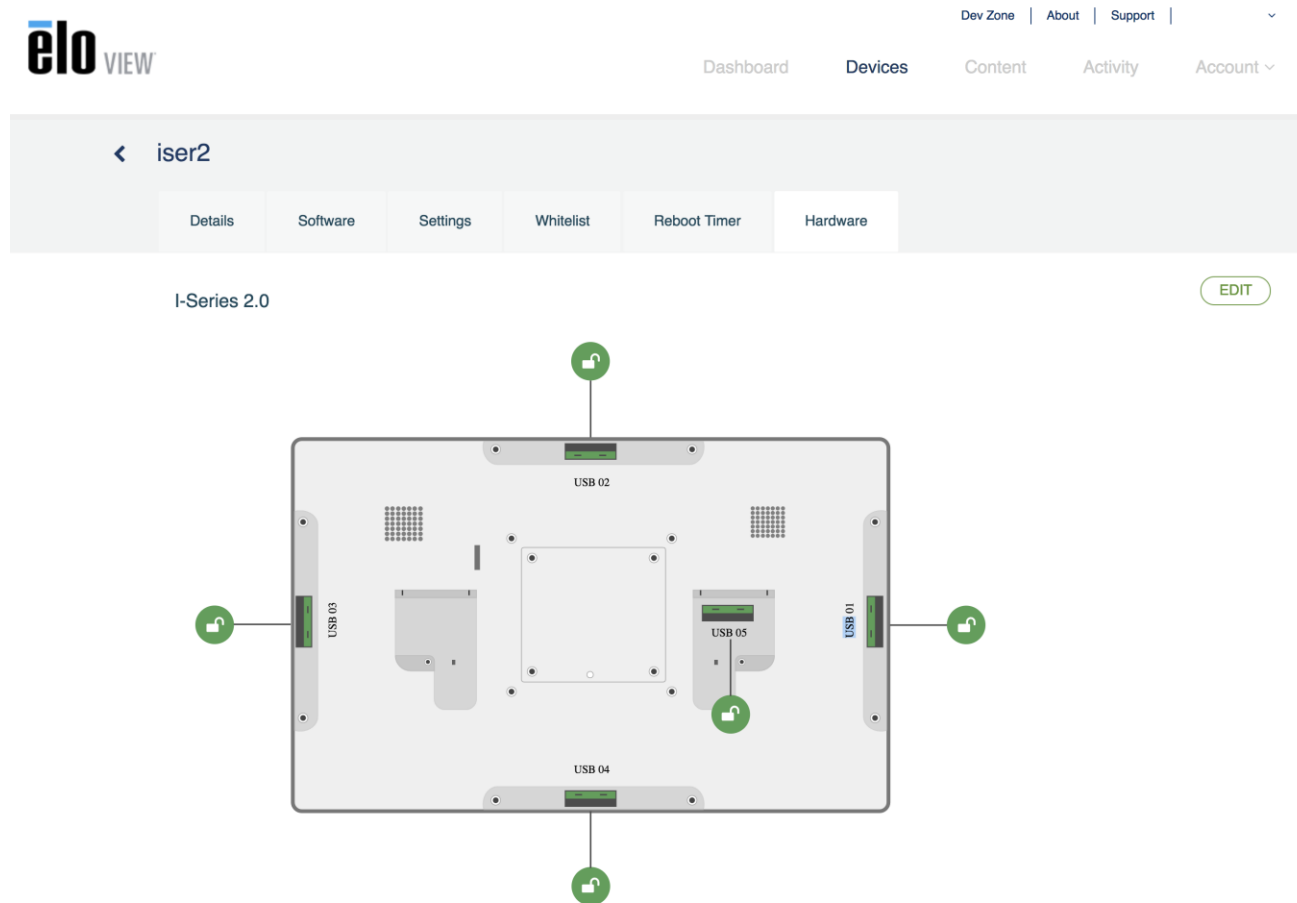 Dev Zone About Support
ēlo VIEW
Dashboard Devices Content Activity Account
iser2
Details Software Settings Whitelist Reboot Timer Hardware
I-Series 2.0
EDIT
USB 02
USB 03
USB 05
USB 01
USB 04